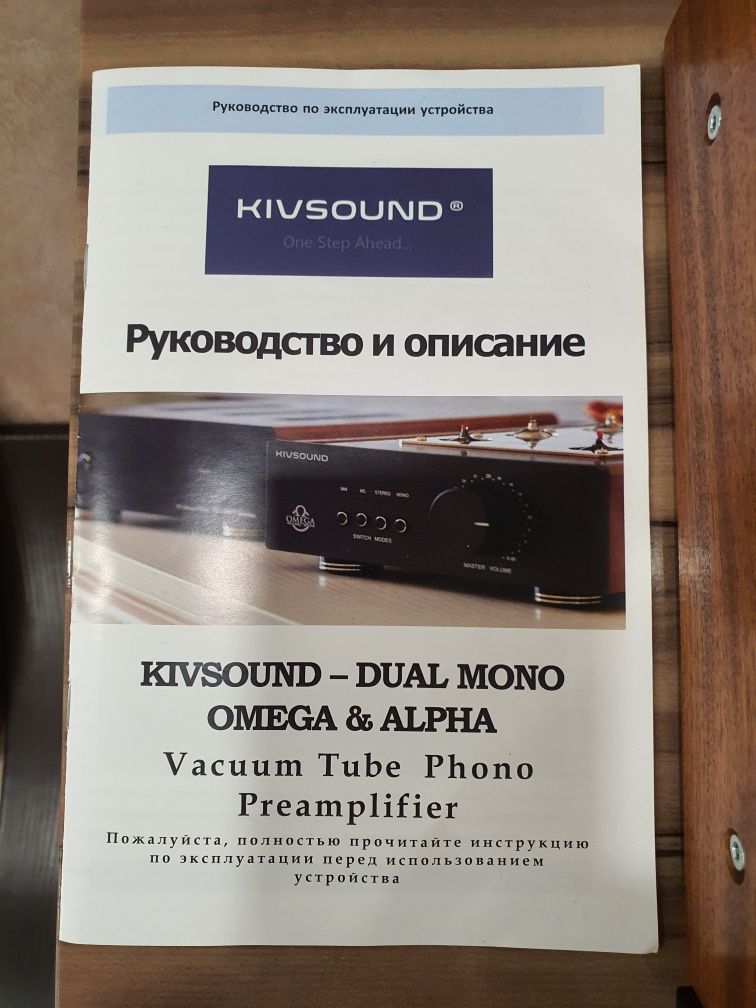 Руководство по эксплуатации устройства
KIVSOUND ®
One Step Ahead...
Руководство и описание
KIVSOUND
MM MC STEREO MONO
OMEGA
SWITCH MODES
MASTER VOLUME
KIVSOUND – DUAL MONO
OMEGA & ALPHA
Vacuum Tube Phono
Preamplifier
Пожалуйста, полностью прочитайте инструкцию
по эксплуатации перед использованием
устройства